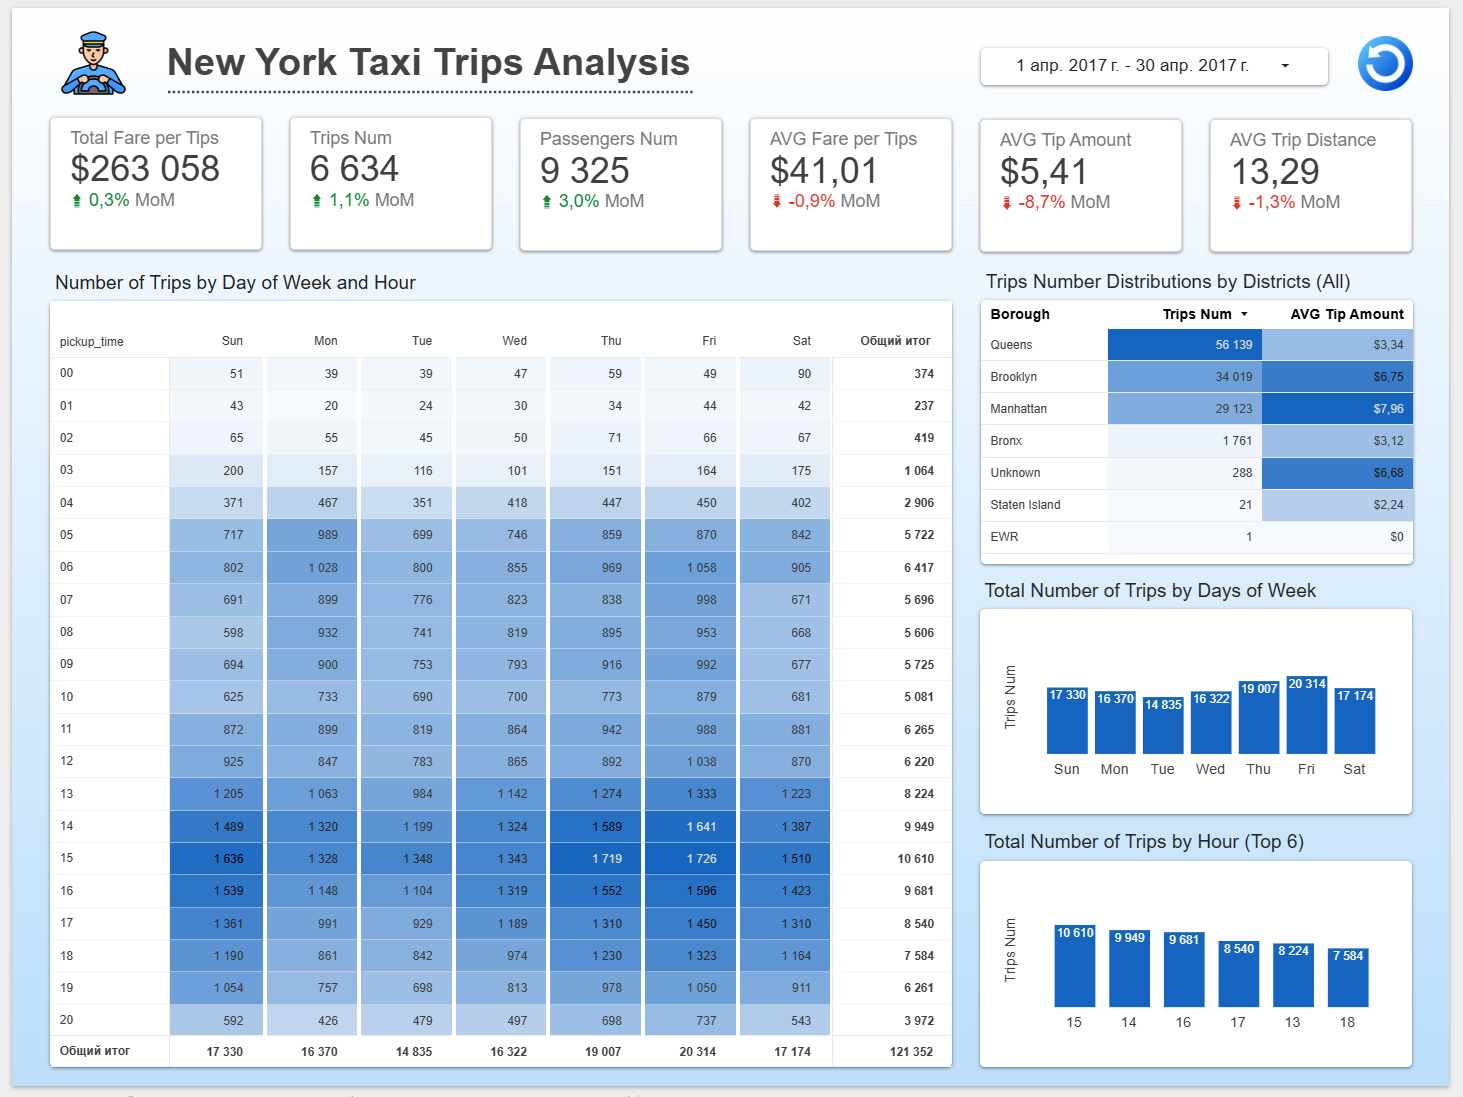 New York Taxi Trips Analysis
1 апр. 2017 г. - 30 апр. 2017 г.
Total Fare per Tips
$263 058
0,3% MoM
Trips Num
6 634
1,1% MoM
Passengers Num
9 325
3,0% MoM
AVG Fare per Tips
$41,01
-0,9% MoM
AVG Tip Amount
$5,41
-8,7% MoM
AVG Trip Distance
13,29
-1,3% MoM
Number of Trips by Day of Week and Hour
pickup_time Sun Mon Tue Wed Thu Fri Sat Общий итог
00 51 39 39 47 59 49 90 374
01 43 20 24 30 34 44 42 237
02 65 55 45 50 71 66 67 419
03 200 157 116 101 151 164 175 1 064
04 371 467 351 418 447 450 402 2 906
05 717 989 699 746 859 870 842 5 722
06 802 1 028 800 855 969 1 058 905 6 417
07 691 899 776 823 838 998 671 5 696
08 598 932 741 819 895 953 668 5 606
09 694 900 753 793 916 992 677 5 725
10 625 733 690 700 773 879 681 5 081
11 872 899 819 864 942 988 881 6 265
12 925 847 783 865 892 1 038 870 6 220
13 1 205 1 063 984 1 142 1 274 1 333 1 223 8 224
14 1 489 1 320 1 199 1 324 1 589 1 641 1 387 9 949
15 1 636 1 328 1 348 1 343 1 719 1 726 1 510 10 610
16 1 539 1 148 1 104 1 319 1 552 1 596 1 423 9 681
17 1 361 991 929 1 189 1 310 1 450 1 310 8 540
18 1 190 861 842 974 1 230 1 323 1 164 7 584
19 1 054 757 698 813 978 1 050 911 6 261
20 592 426 479 497 698 737 543 3 972
Общий итог 17 330 16 370 14 835 16 322 19 007 20 314 17 174 121 352
Trips Number Distributions by Districts (All)
Borough Trips Num AVG Tip Amount
Queens 56 139 $3,34
Brooklyn 34 019 $6,75
Manhattan 29 123 $7,96
Bronx 1 761 $3,12
Unknown 288 $6,68
Staten Island 21 $2,24
EWR 1 $0
Total Number of Trips by Days of Week
Trips Num
17 330 16 370 14 835 16 322 19 007 20 314 17 174
Sun Mon Tue Wed Thu Fri Sat
Total Number of Trips by Hour (Top 6)
Trips Num
10 610 9 949 9 681 8 540 8 224 7 584
15 14 16 17 13 18